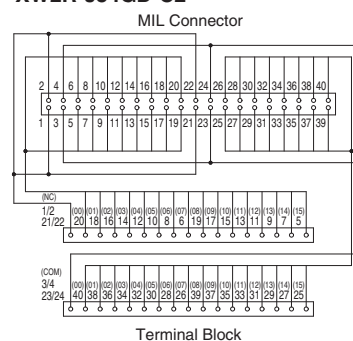 MIL Connector
2 4 6 8 10 12 14 16 18 20 22 24 26 28 30 32 34 36 38 40
1 3 5 7 9 11 13 15 17 19 21 23 25 27 29 31 33 35 37 39
(NC)
1/2 (00) (01) (02) (03) (04) (05) (06) (07) (08) (09) (10) (11) (12) (13) (14) (15)
21/22 20 18 16 14 12 10 8 6 19 17 15 13 11 9 7 5
(COM)
3/4 (00) (01) (02) (03) (04) (05) (06) (07) (08) (09) (10) (11) (12) (13) (14) (15)
23/24 40 38 36 34 32 30 28 26 39 37 35 33 31 29 27 25
Terminal Block